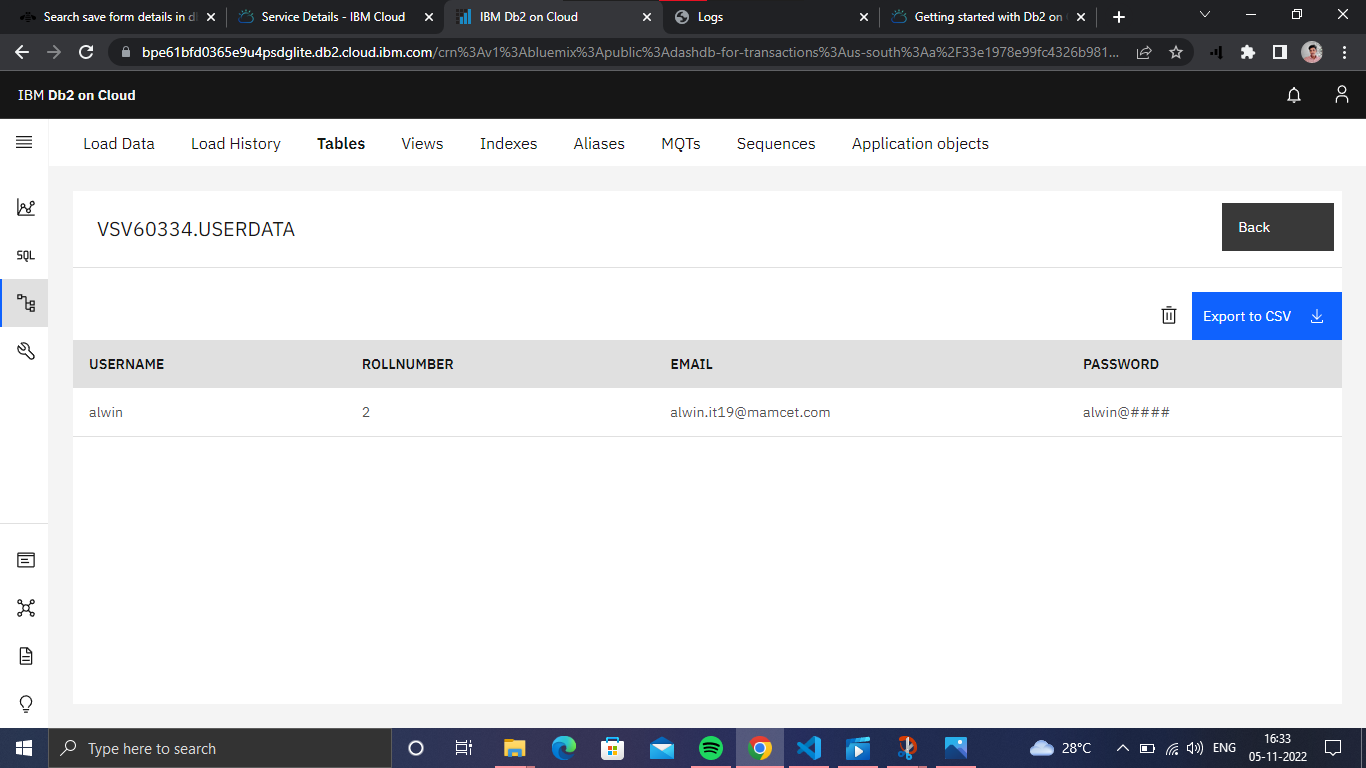 Search save form details in d
Service Details - IBM Cloud
IBM Db2 on Cloud
Logs
Getting started with Db2 on
bpe61bfd0365e9u4psdglite.db2.cloud.ibm.com/crn%3Av1%3Abluemix%3Apublic%3Adashdb-for-transactions%3Aus-south%3Aa%2F33e1978e99fc4326b981...
IBM Db2 on Cloud
Load Data Load History Tables Views Indexes Aliases MQTs Sequences Application objects
SQL
VSV60334.USERDATA
Back
Export to CSV
USERNAME ROLLNUMBER EMAIL PASSWORD
alwin 2 alwin.it19@mamcet.com alwin@####
Type here to search
28°C
ENG
16:33
05-11-2022